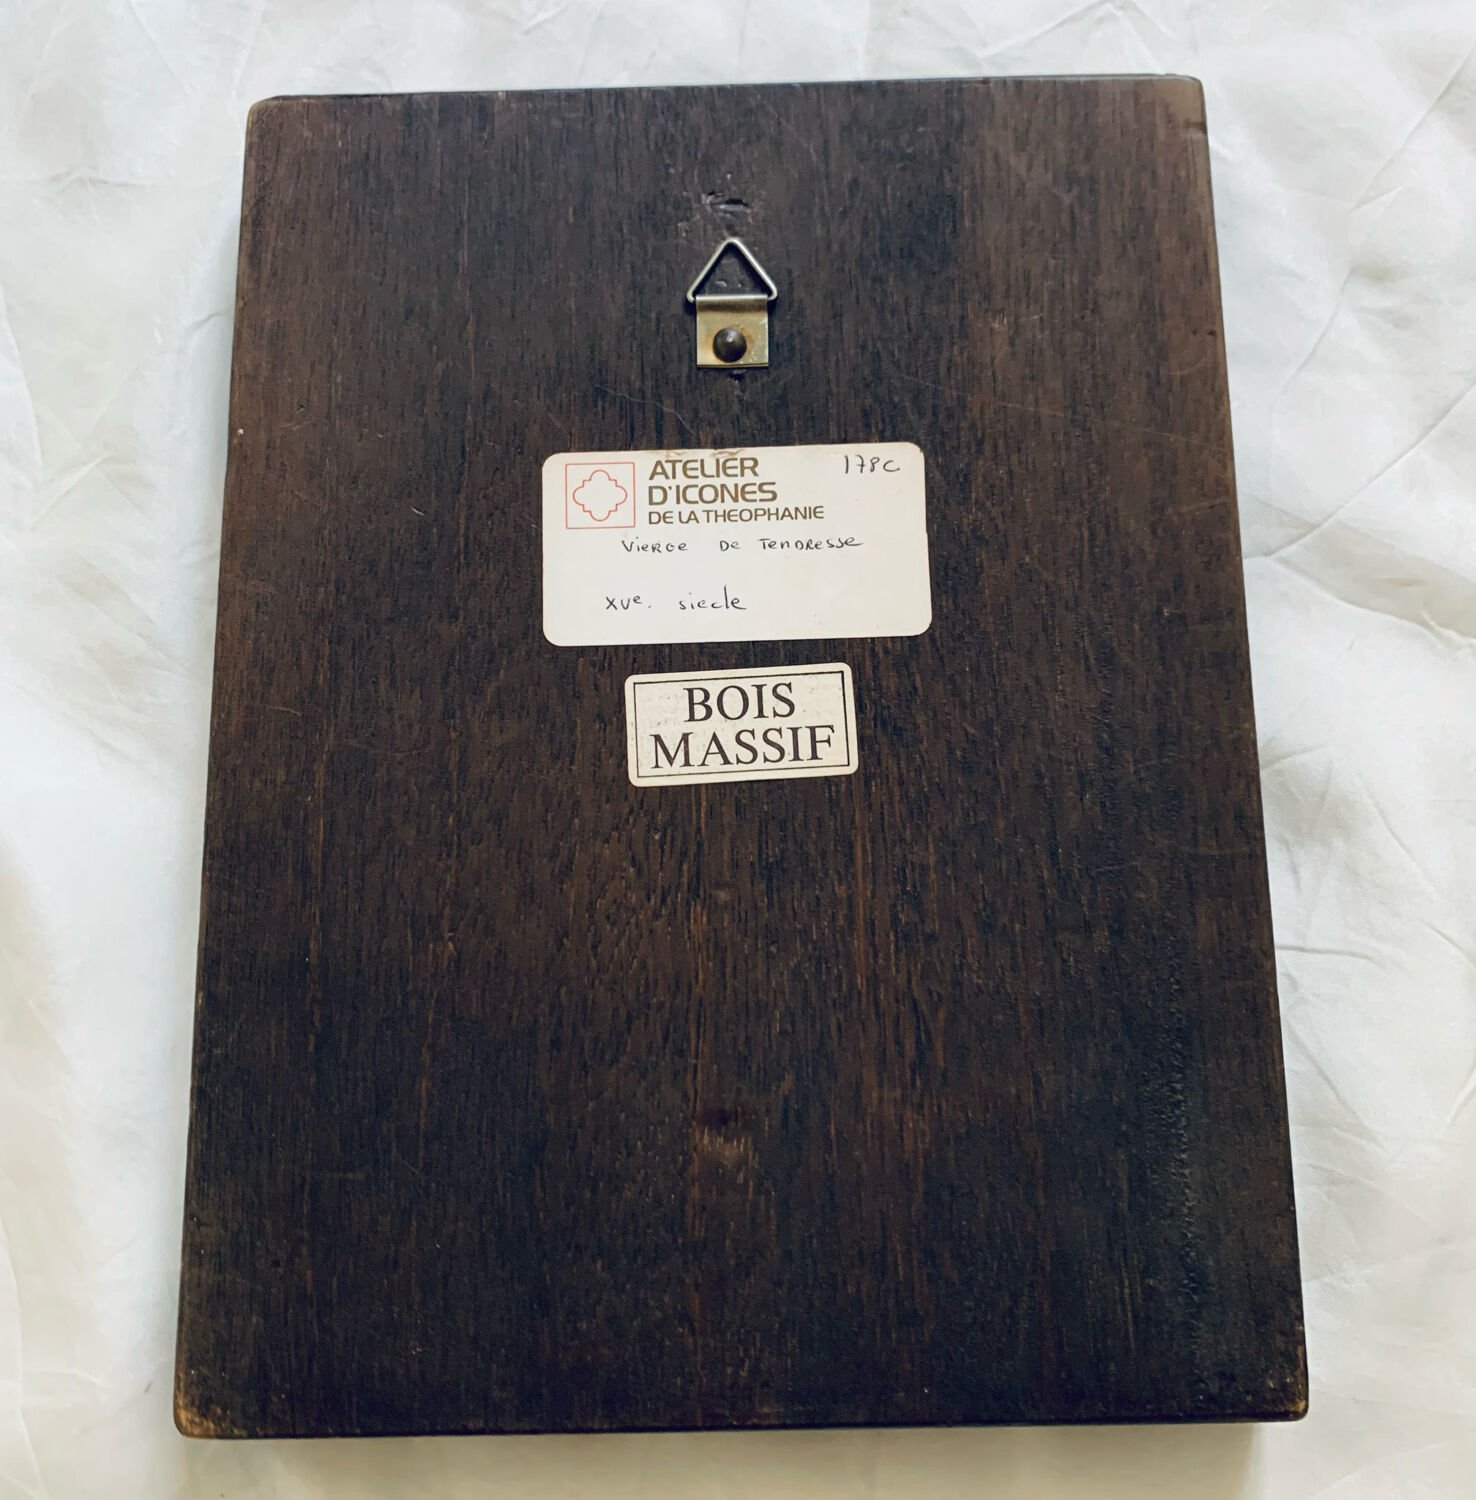 ATELIER
D'ICONES
DE LA THEOPHANIE
178C
Vierge De Tendresse
XVe. siecle
BOIS
MASSIF